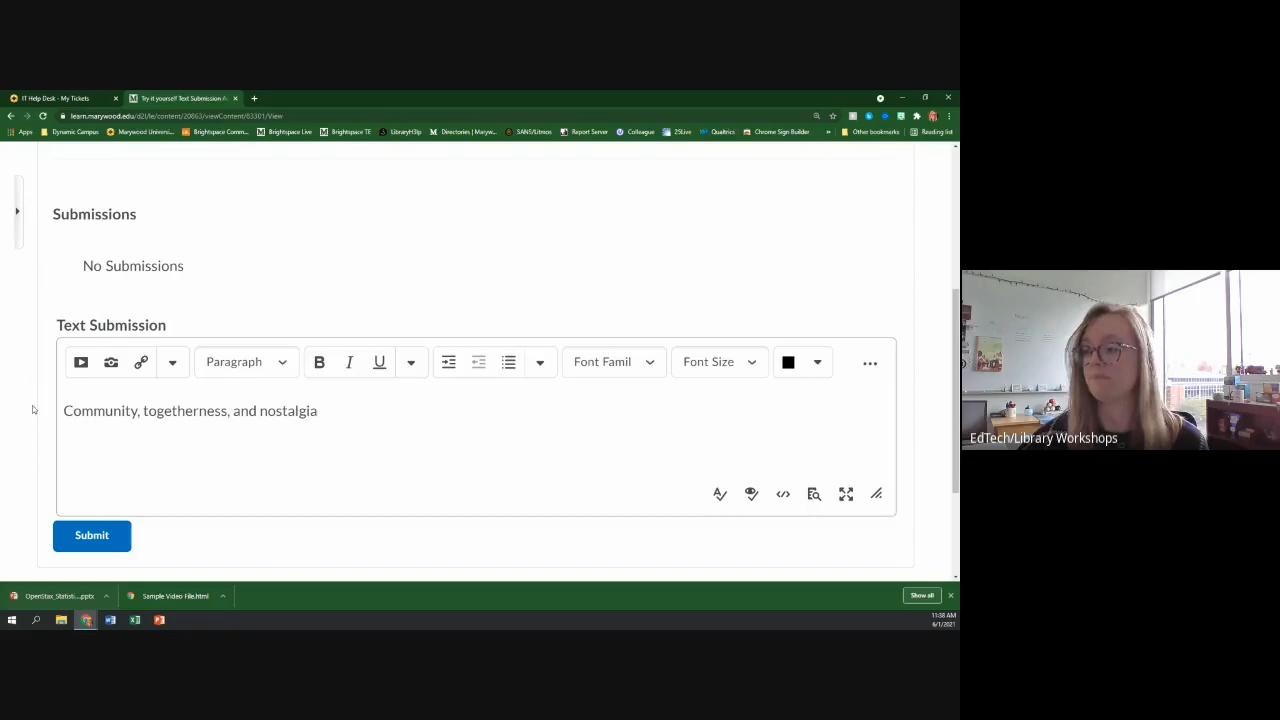 IT Help Desk - My Tickets
Try it yourself Text Submission A
learn.marywood.edu/d2l/le/content/20863/viewContent/83301/View
Apps Dynamic Campus Marywood Universi... Brightspace Comm... Brightspace Live Brightspace TE LibraryH3lp Directories | Maryw... SANS/Litmos Report Server Colleague 25Live Qualtrics Chrome Sign Builder » Other bookmarks Reading list
Submissions
No Submissions
Text Submission
Paragraph B I U Font Famil Font Size
Community, togetherness, and nostalgia
Submit
EdTech/Library Workshops
OpenStax_Statisti....pptx Sample Video File.html Show all
11:38 AM
6/1/2021